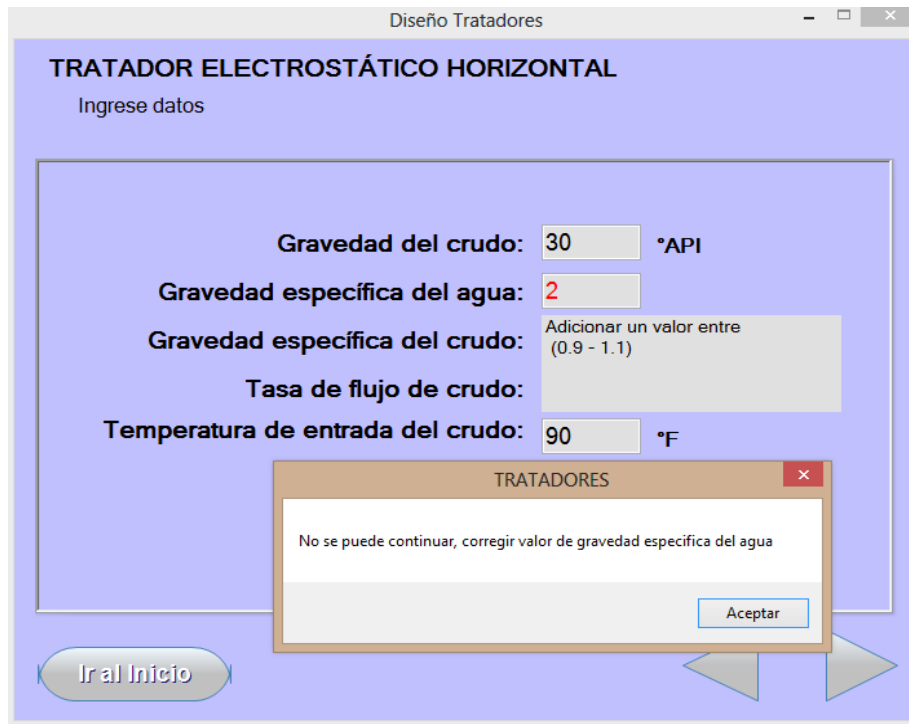 Diseño Tratadores
TRATADOR ELECTROSTÁTICO HORIZONTAL
Ingrese datos
Gravedad del crudo: 30 °API
Gravedad específica del agua: 2
Gravedad específica del crudo:
Adicionar un valor entre
(0.9 - 1.1)
Tasa de flujo de crudo:
Temperatura de entrada del crudo: 90 °F
TRATADORES
No se puede continuar, corregir valor de gravedad especifica del agua
Aceptar
Ir al Inicio